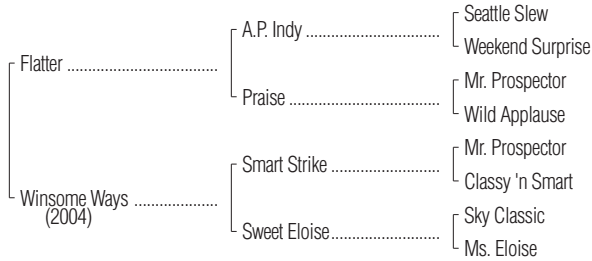 Seattle Slew
A.P. Indy ..............................
Weekend Surprise
Flatter .................................
Mr. Prospector
Praise .................................
Wild Applause
Mr. Prospector
Smart Strike ........................
Classy 'n Smart
Winsome Ways ..................
(2004)
Sky Classic
Sweet Eloise........................
Ms. Eloise